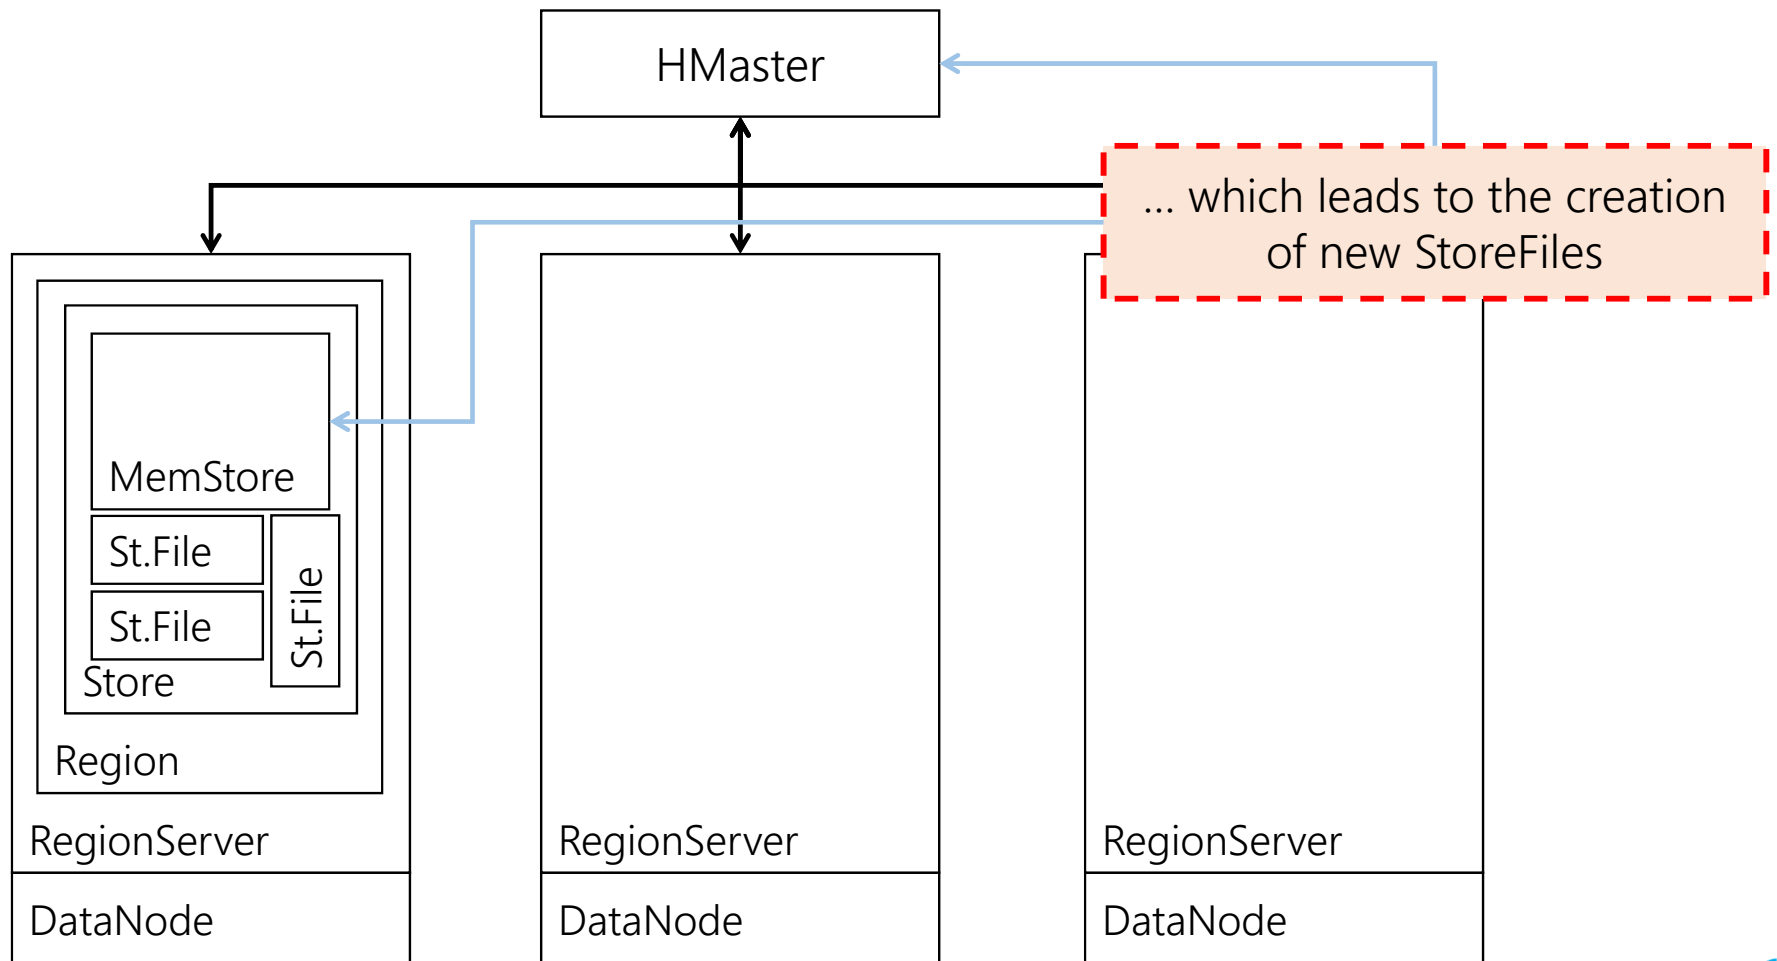 HMaster
... which leads to the creation
of new StoreFiles
MemStore
St.File
St.File
St.File
Store
Region
RegionServer
DataNode
RegionServer
DataNode
RegionServer
DataNode